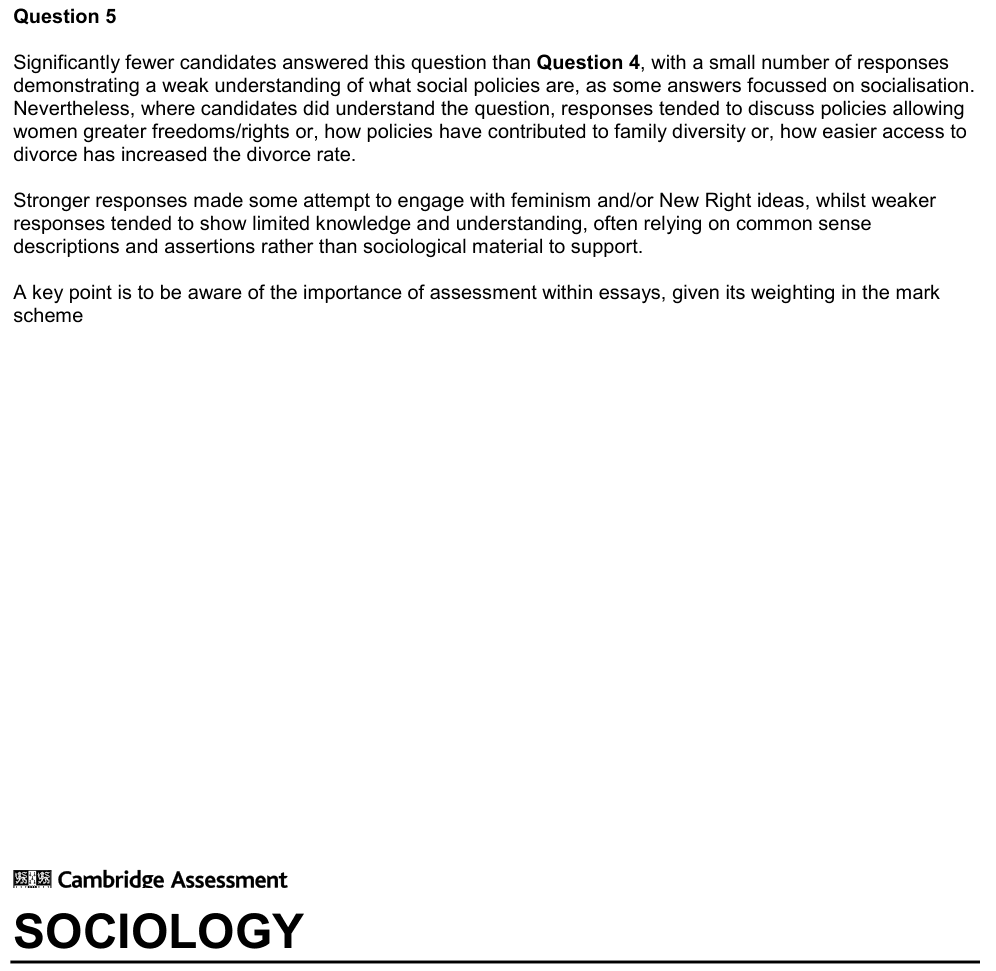 Question 5
Significantly fewer candidates answered this question than Question 4, with a small number of responses
demonstrating a weak understanding of what social policies are, as some answers focussed on socialisation.
Nevertheless, where candidates did understand the question, responses tended to discuss policies allowing
women greater freedoms/rights or, how policies have contributed to family diversity or, how easier access to
divorce has increased the divorce rate.
Stronger responses made some attempt to engage with feminism and/or New Right ideas, whilst weaker
responses tended to show limited knowledge and understanding, often relying on common sense
descriptions and assertions rather than sociological material to support.
A key point is to be aware of the importance of assessment within essays, given its weighting in the mark
scheme
Cambridge Assessment
SOCIOLOGY